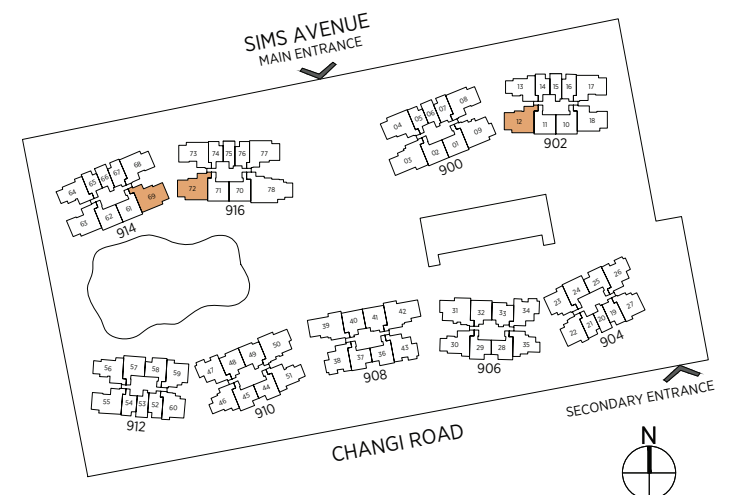 SIMS AVENUE
MAIN ENTRANCE
13 14 15 16 17
12 11 10 18
902
04 05 06 07 08
03 02 01 09
900
73 74 75 76 77
72 71 70 78
916
64 65 66 67 68
63 62 61 69
914
23 24 25 26
22 21 20 19 27
904
31 32 33 34
30 29 28 35
906
39 40 41 42
38 37 36 43
908
47 48 49 50
46 45 44 51
910
56 57 58 59
55 54 53 52 60
912
SECONDARY ENTRANCE
CHANGI ROAD
N